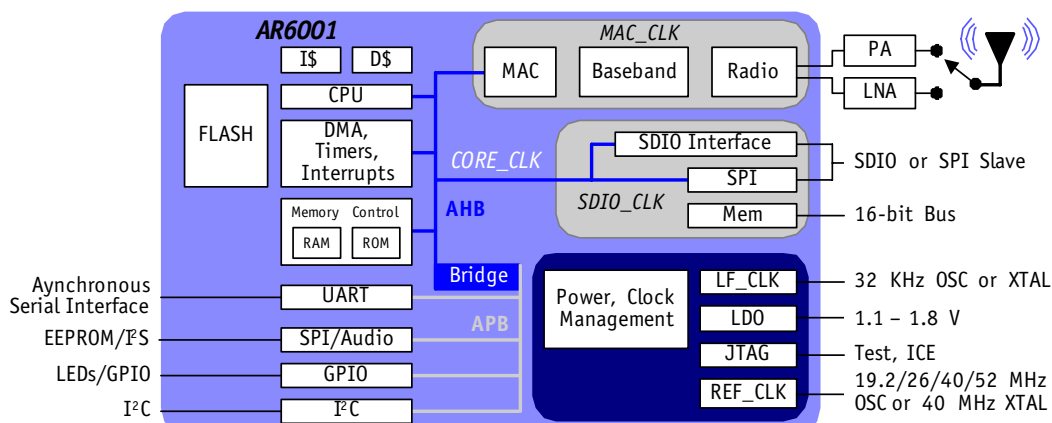 AR6001
I$ D$
CPU
FLASH
DMA,
Timers,
Interrupts
Memory Control
RAM ROM
MAC_CLK
MAC Baseband Radio
PA
LNA
CORE_CLK
AHB
SDIO Interface
SPI
SDIO_CLK
Mem
SDIO or SPI Slave
16-bit Bus
Bridge
APB
Aynchronous
Serial Interface
UART
EEPROM/I²S
SPI/Audio
LEDs/GPIO
GPIO
I²C
I²C
Power, Clock
Management
LF_CLK
32 KHz OSC or XTAL
LDO
1.1 – 1.8 V
JTAG
Test, ICE
REF_CLK
19.2/26/40/52 MHz
OSC or 40 MHz XTAL